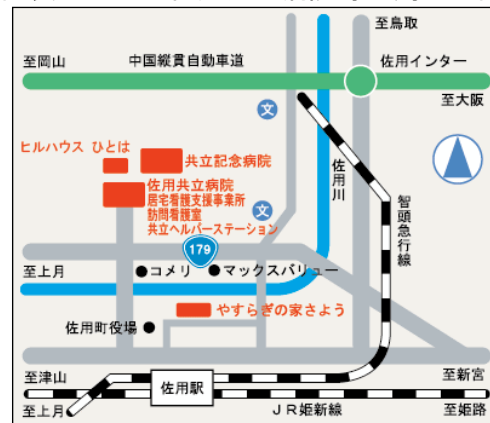 至鳥取
至岡山
中国縦貫自動車道
佐用インター
至大阪
文
ヒルハウス ひとは
共立記念病院
佐用共立病院
居宅看護支援事業所
訪問看護室
共立ヘルパーステーション
佐用川
智頭急行線
文
179
至上月
●コメリ
●マックスバリュー
やすらぎの家さよう
佐用町役場●
至津山
佐用駅
至新宮
至上月
JR姫新線
至姫路